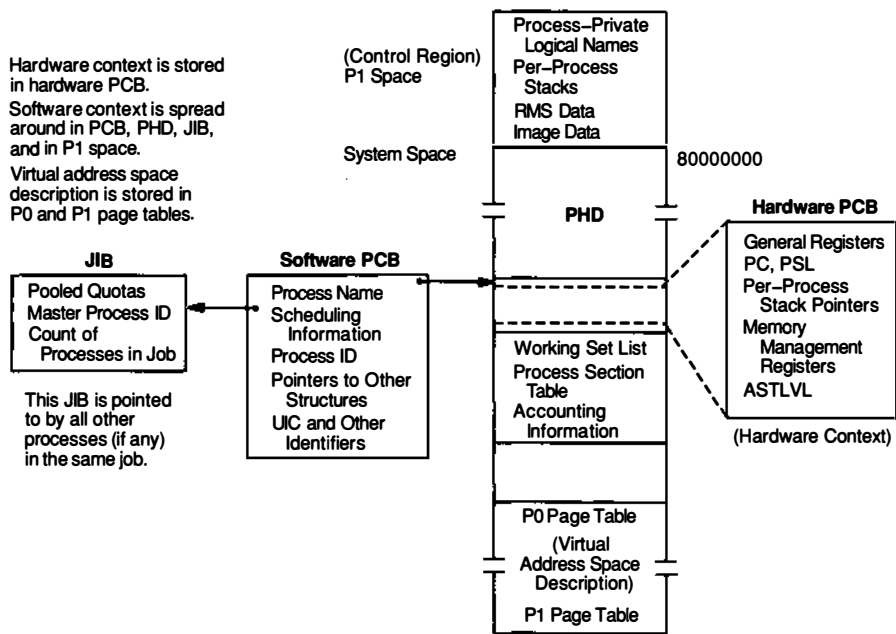 Hardware context is stored
in hardware PCB.
Software context is spread
around in PCB, PHD, JIB,
and in P1 space.
Virtual address space
description is stored in
P0 and P1 page tables.
JIB
Pooled Quotas
Master Process ID
Count of
Processes in Job
This JIB is pointed
to by all other
processes (if any)
in the same job.
Software PCB
Process Name
Scheduling
Information
Process ID
Pointers to Other
Structures
UIC and Other
Identifiers
(Control Region)
P1 Space
System Space
Process–Private
Logical Names
Per–Process
Stacks
RMS Data
Image Data
80000000
PHD
Working Set List
Process Section
Table
Accounting
Information
P0 Page Table
(Virtual
Address Space
Description)
P1 Page Table
Hardware PCB
General Registers
PC, PSL
Per–Process
Stack Pointers
Memory
Management
Registers
ASTLVL
(Hardware Context)